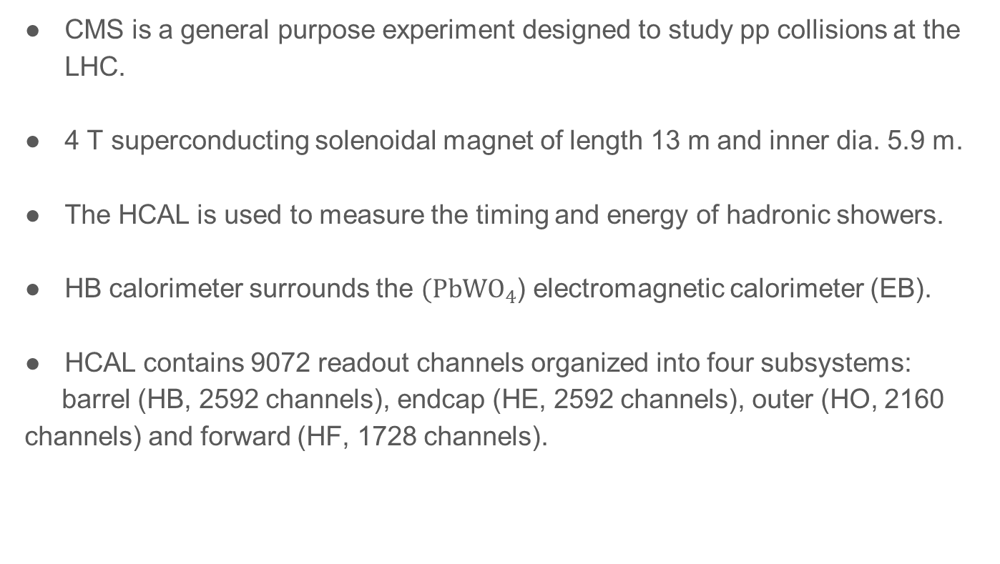 ● CMS is a general purpose experiment designed to study pp collisions at the
LHC.
● 4 T superconducting solenoidal magnet of length 13 m and inner dia. 5.9 m.
● The HCAL is used to measure the timing and energy of hadronic showers.
● HB calorimeter surrounds the (PbWO₄) electromagnetic calorimeter (EB).
● HCAL contains 9072 readout channels organized into four subsystems:
barrel (HB, 2592 channels), endcap (HE, 2592 channels), outer (HO, 2160
channels) and forward (HF, 1728 channels).